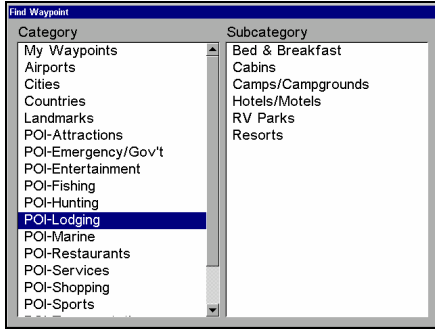 Find Waypoint
Category
My Waypoints
Airports
Cities
Countries
Landmarks
POI-Attractions
POI-Emergency/Gov't
POI-Entertainment
POI-Fishing
POI-Hunting
POI-Lodging
POI-Marine
POI-Restaurants
POI-Services
POI-Shopping
POI-Sports
Subcategory
Bed & Breakfast
Cabins
Camps/Campgrounds
Hotels/Motels
RV Parks
Resorts